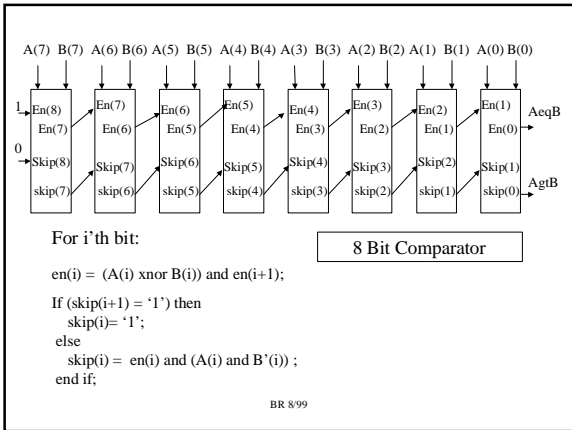 A(7) B(7) A(6) B(6) A(5) B(5) A(4) B(4) A(3) B(3) A(2) B(2) A(1) B(1) A(0) B(0)
1 En(8) En(7) En(6) En(5) En(4) En(3) En(2) En(1) AeqB
En(7) En(6) En(5) En(4) En(3) En(2) En(1) En(0)
0 Skip(8) Skip(7) Skip(6) Skip(5) Skip(4) Skip(3) Skip(2) Skip(1) AgtB
skip(7) skip(6) skip(5) skip(4) skip(3) skip(2) skip(1) skip(0)
For i’th bit:
8 Bit Comparator
en(i) = (A(i) xnor B(i)) and en(i+1);
If (skip(i+1) = ‘1’) then
skip(i)= ‘1’;
else
skip(i) = en(i) and (A(i) and B’(i)) ;
end if;
BR 8/99